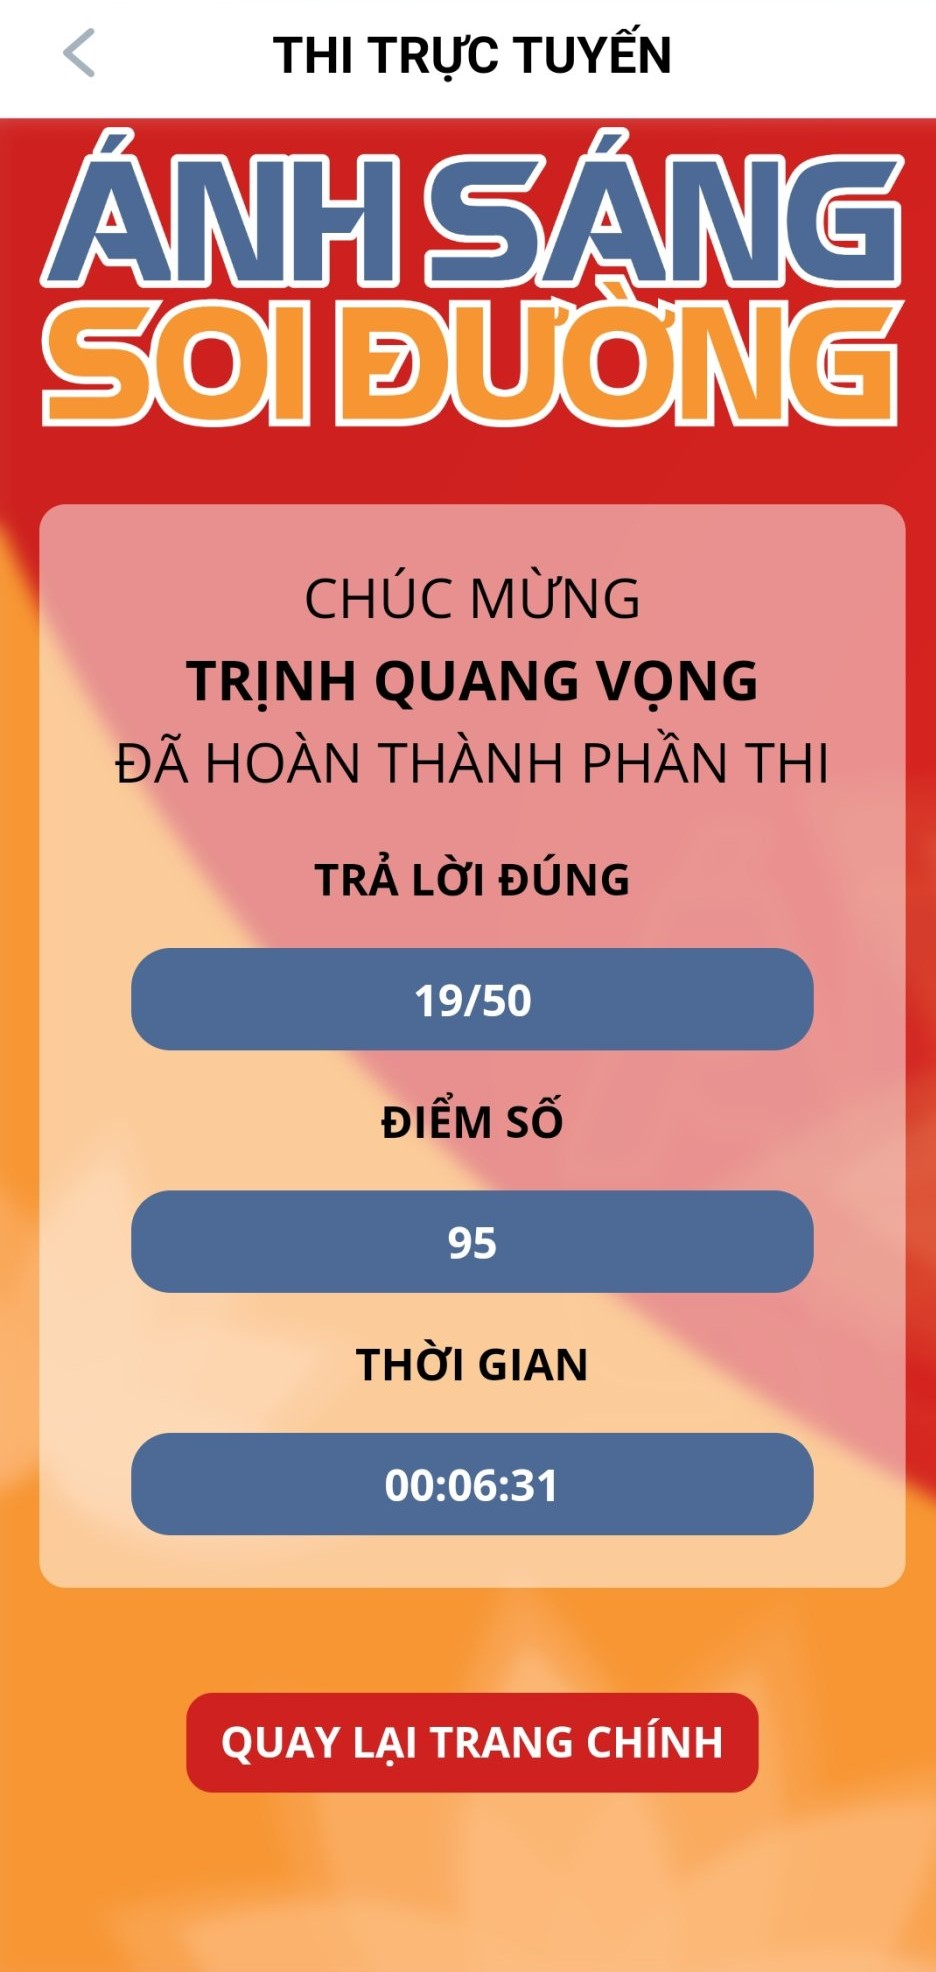 THI TRỰC TUYẾN
ÁNH SÁNG
SOI ĐƯỜNG
CHÚC MỪNG
TRỊNH QUANG VỌNG
ĐÃ HOÀN THÀNH PHẦN THI
TRẢ LỜI ĐÚNG
19/50
ĐIỂM SỐ
95
THỜI GIAN
00:06:31
QUAY LẠI TRANG CHÍNH